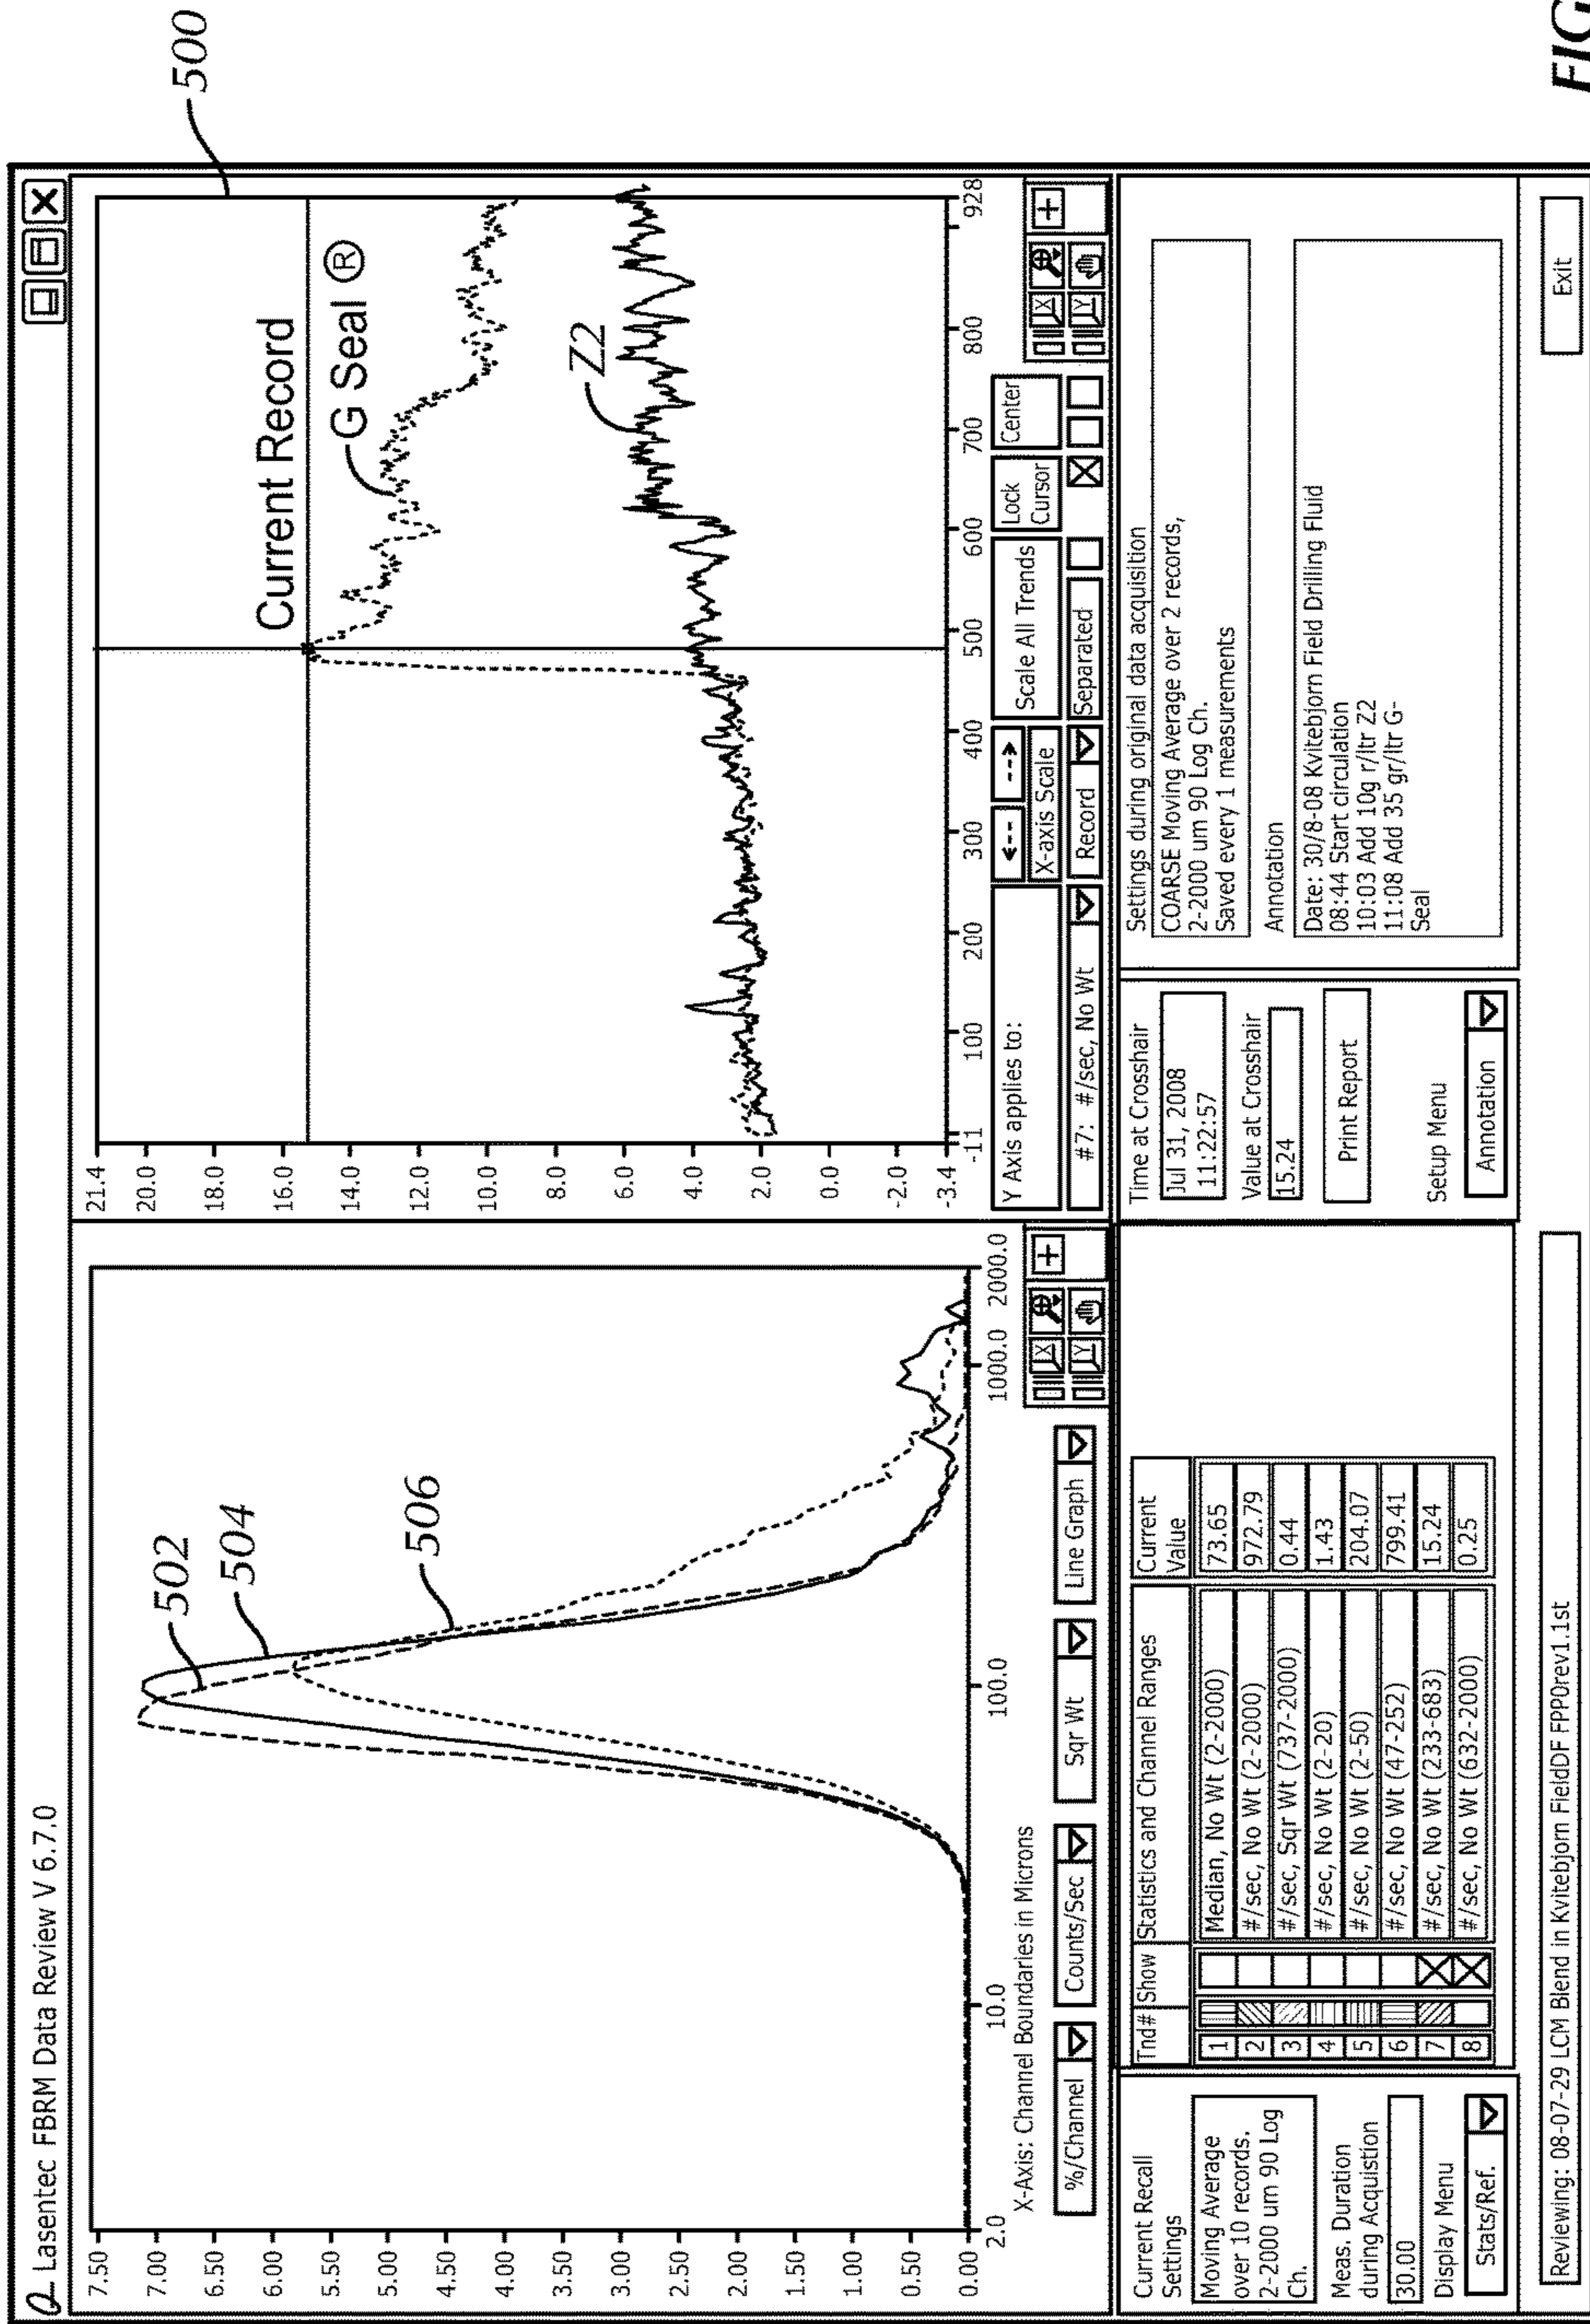 Lasentec FBRM Data Review V 6.7.0
7.50
7.00
6.50
6.00
5.50
5.00
4.50
4.00
3.50
3.00
2.50
2.00
1.50
1.00
0.50
0.00
502
504
506
2.0
10.0
100.0
1000.0
2000.0
X-Axis: Channel Boundaries in Microns
%/Channel
Counts/Sec
Sqr Wt
Line Graph
X
Y
21.4
20.0
18.0
16.0
14.0
12.0
10.0
8.0
6.0
4.0
2.0
0.0
-2.0
-3.4
500
Current Record
G Seal ®
Z2
-11
100
200
300
400
500
600
700
800
928
Y Axis applies to:
#7: #/sec, No Wt
<-- -->
X-axis Scale
Record
Scale All Trends
Separated
Lock
Cursor
Center
X
Y
Current Recall
Settings
Moving Average
over 10 records.
2-2000 um 90 Log
Ch.
Meas. Duration
during Acquistion
30.00
Display Menu
Stats/Ref.
Tnd# Show Statistics and Channel Ranges Current Value
1 Median, No Wt (2-2000) 73.65
2 #/sec, No Wt (2-2000) 972.79
3 #/sec, Sqr Wt (737-2000) 0.44
4 #/sec, No Wt (2-20) 1.43
5 #/sec, No Wt (2-50) 204.07
6 #/sec, No Wt (47-252) 799.41
7 #/sec, No Wt (233-683) 15.24
8 #/sec, No Wt (632-2000) 0.25
Time at Crosshair
Jul 31, 2008
11:22:57
Value at Crosshair
15.24
Print Report
Setup Menu
Annotation
Settings during original data acquisition
COARSE Moving Average over 2 records,
2-2000 um 90 Log Ch.
Saved every 1 measurements
Annotation
Date: 30/8-08 Kvitebjorn Field Drilling Fluid
08:44 Start circulation
10:03 Add 10g r/ltr Z2
11:08 Add 35 gr/ltr G-
Seal
Reviewing: 08-07-29 LCM Blend in Kvitebjorn FieldDF FPP0rev1.1st
Exit
FIG